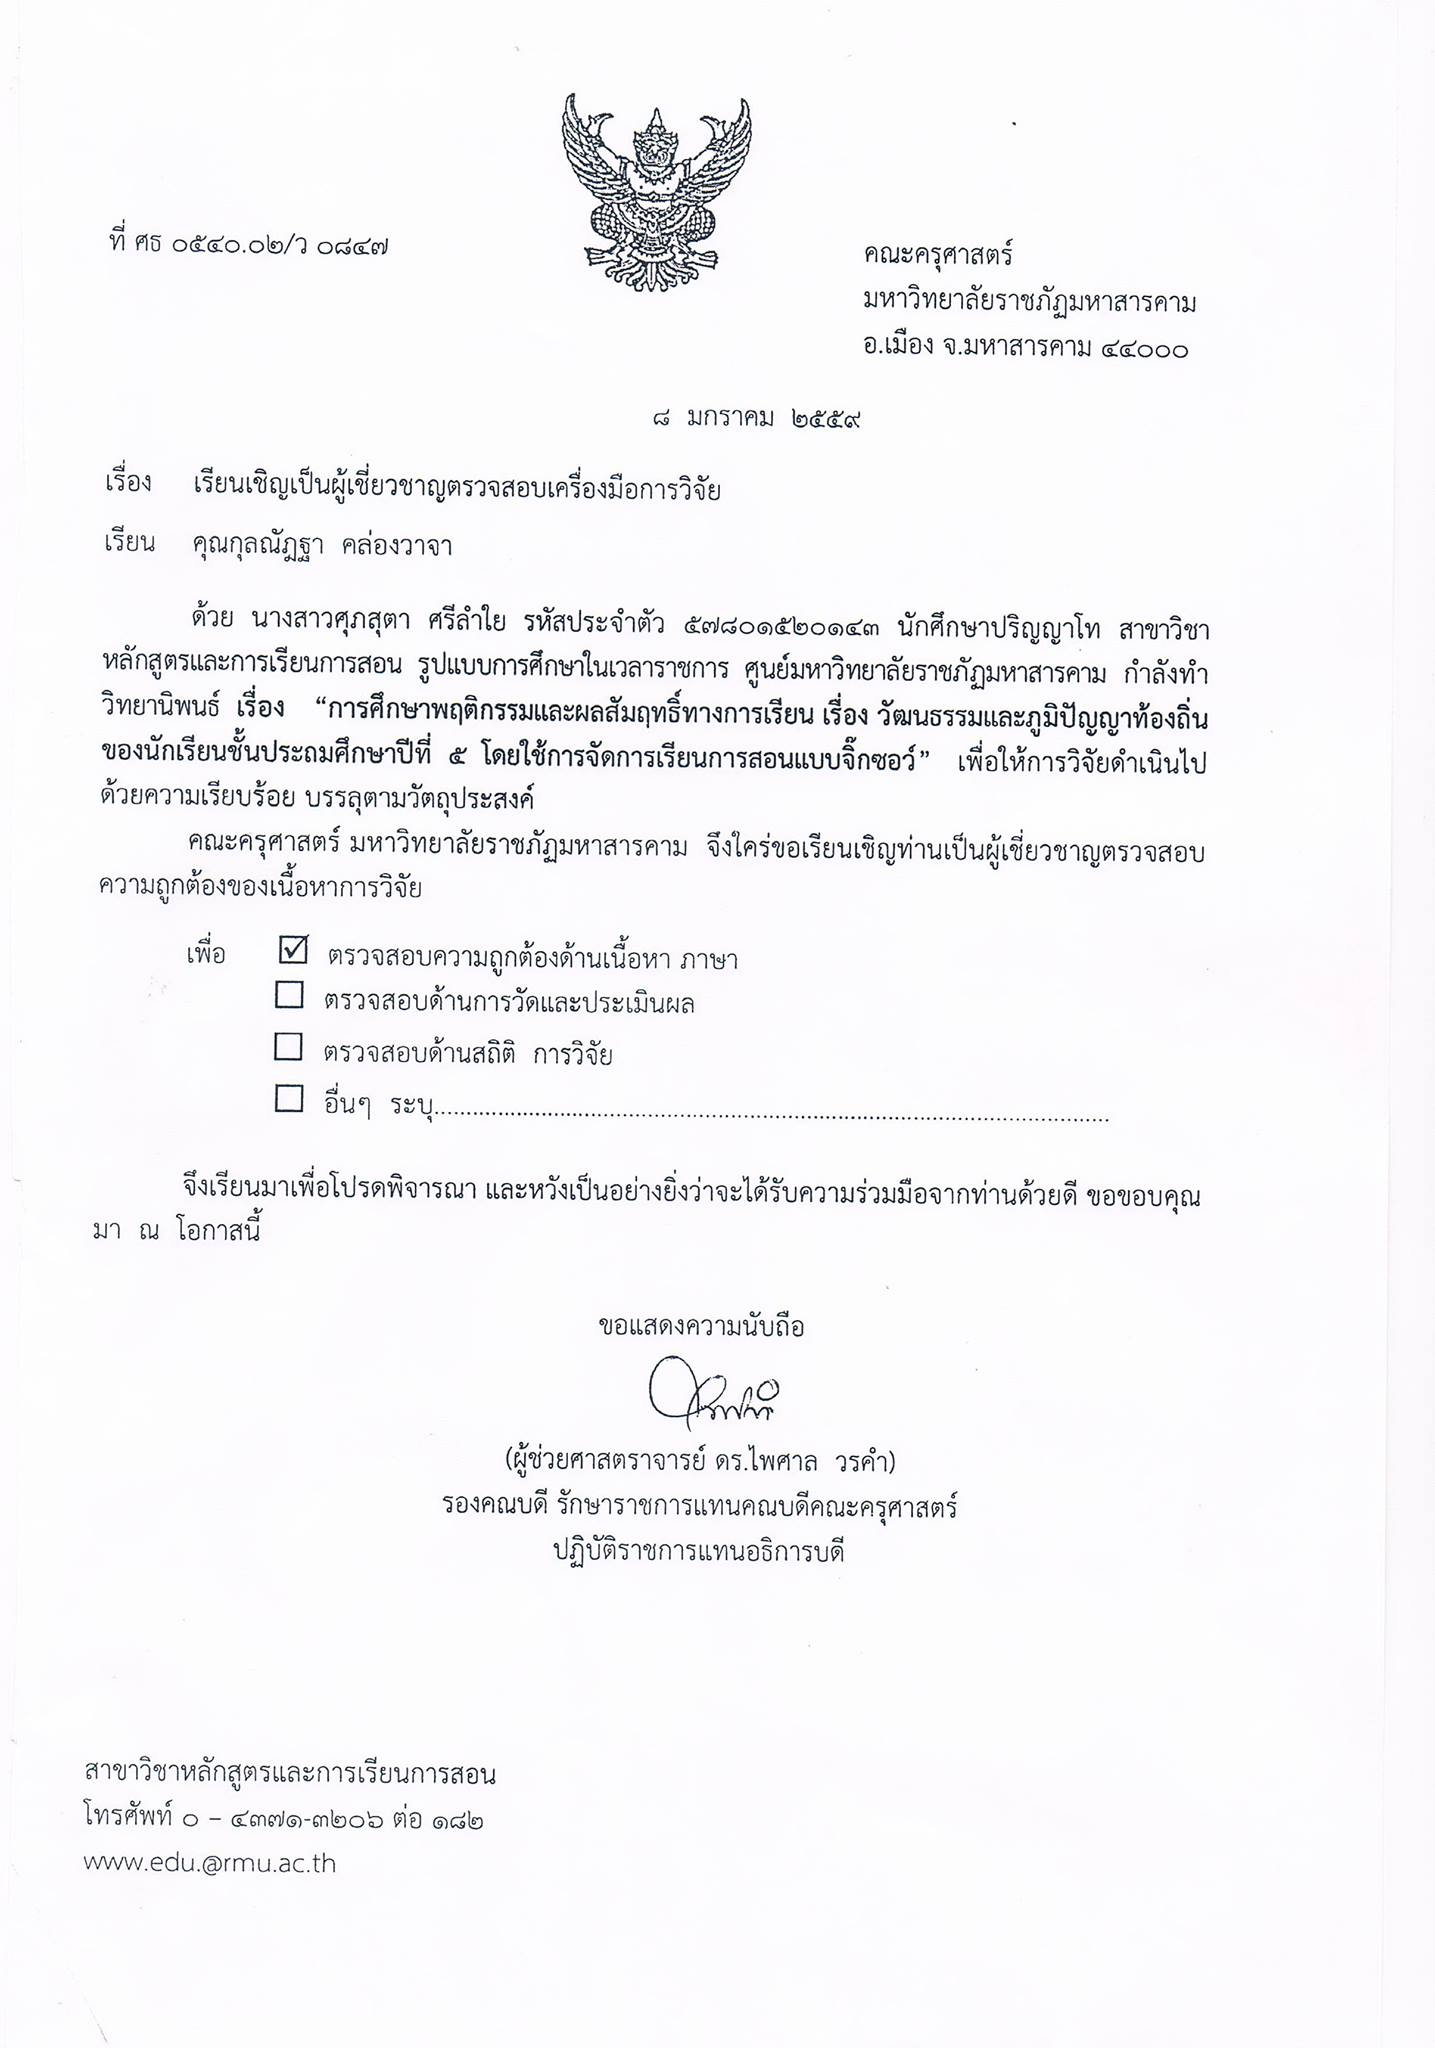 ที่ ศธ ๐๕๔๐.๐๒/ว ๐๘๔๗
คณะครุศาสตร์
มหาวิทยาลัยราชภัฏมหาสารคาม
อ.เมือง จ.มหาสารคาม ๔๔๐๐๐
๘ มกราคม ๒๕๕๙
เรื่อง เรียนเชิญเป็นผู้เชี่ยวชาญตรวจสอบเครื่องมือการวิจัย
เรียน คุณกุลณัฎฐา คล่องวาจา
ด้วย นางสาวศุภสุตา ศรีลำใย รหัสประจำตัว ๕๗๘๐๑๕๒๐๑๔๓ นักศึกษาปริญญาโท สาขาวิชา
หลักสูตรและการเรียนการสอน รูปแบบการศึกษาในเวลาราชการ ศูนย์มหาวิทยาลัยราชภัฏมหาสารคาม กำลังทำ
วิทยานิพนธ์ เรื่อง “การศึกษาพฤติกรรมและผลสัมฤทธิ์ทางการเรียน เรื่อง วัฒนธรรมและภูมิปัญญาท้องถิ่น
ของนักเรียนชั้นประถมศึกษาปีที่ ๕ โดยใช้การจัดการเรียนการสอนแบบจิ๊กซอว์” เพื่อให้การวิจัยดำเนินไป
ด้วยความเรียบร้อย บรรลุตามวัตถุประสงค์
คณะครุศาสตร์ มหาวิทยาลัยราชภัฏมหาสารคาม จึงใคร่ขอเรียนเชิญท่านเป็นผู้เชี่ยวชาญตรวจสอบ
ความถูกต้องของเนื้อหาการวิจัย
เพื่อ ☑ ตรวจสอบความถูกต้องด้านเนื้อหา ภาษา
☐ ตรวจสอบด้านการวัดและประเมินผล
☐ ตรวจสอบด้านสถิติ การวิจัย
☐ อื่นๆ ระบุ....................................................................................................
จึงเรียนมาเพื่อโปรดพิจารณา และหวังเป็นอย่างยิ่งว่าจะได้รับความร่วมมือจากท่านด้วยดี ขอขอบคุณ
มา ณ โอกาสนี้
ขอแสดงความนับถือ
(ผู้ช่วยศาสตราจารย์ ดร.ไพศาล วรคำ)
รองคณบดี รักษาราชการแทนคณบดีคณะครุศาสตร์
ปฏิบัติราชการแทนอธิการบดี
สาขาวิชาหลักสูตรและการเรียนการสอน
โทรศัพท์ ๐ – ๔๓๗๑-๓๒๐๖ ต่อ ๑๘๒
www.edu.@rmu.ac.th